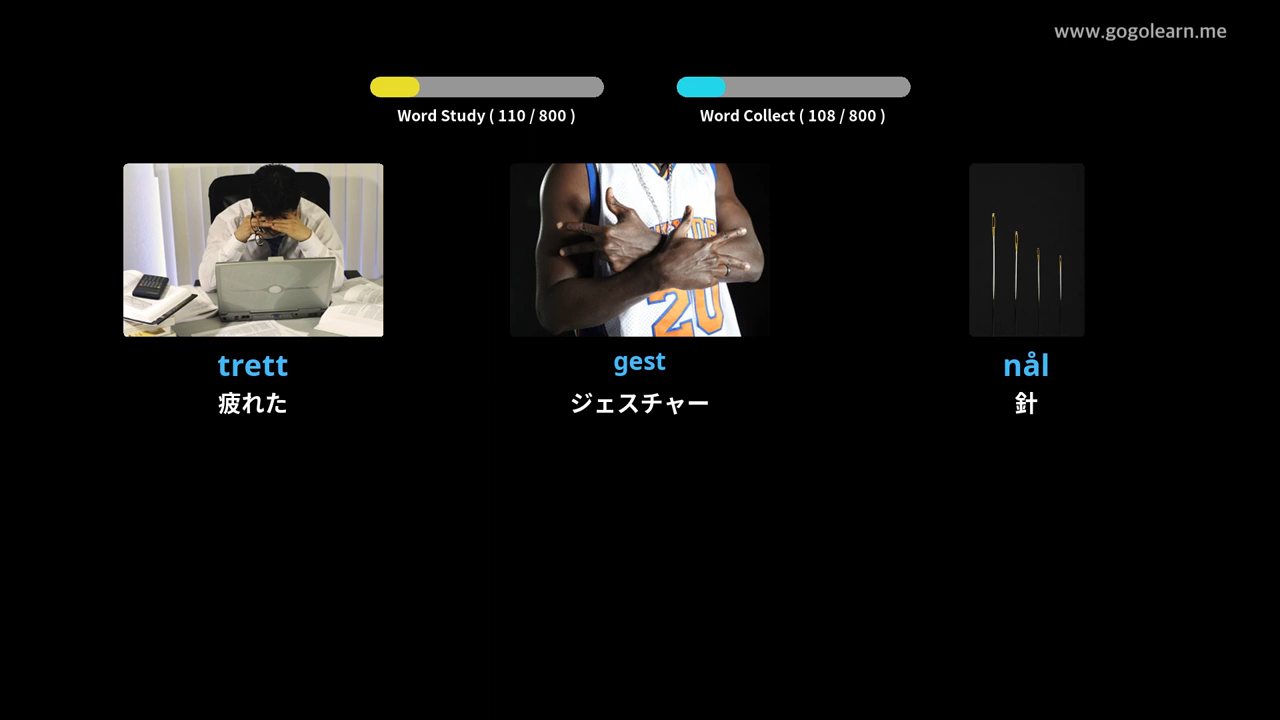 www.gogolearn.me
Word Study ( 110 / 800 )
Word Collect ( 108 / 800 )
20
trett
gest
nål
疲れた
ジェスチャー
針